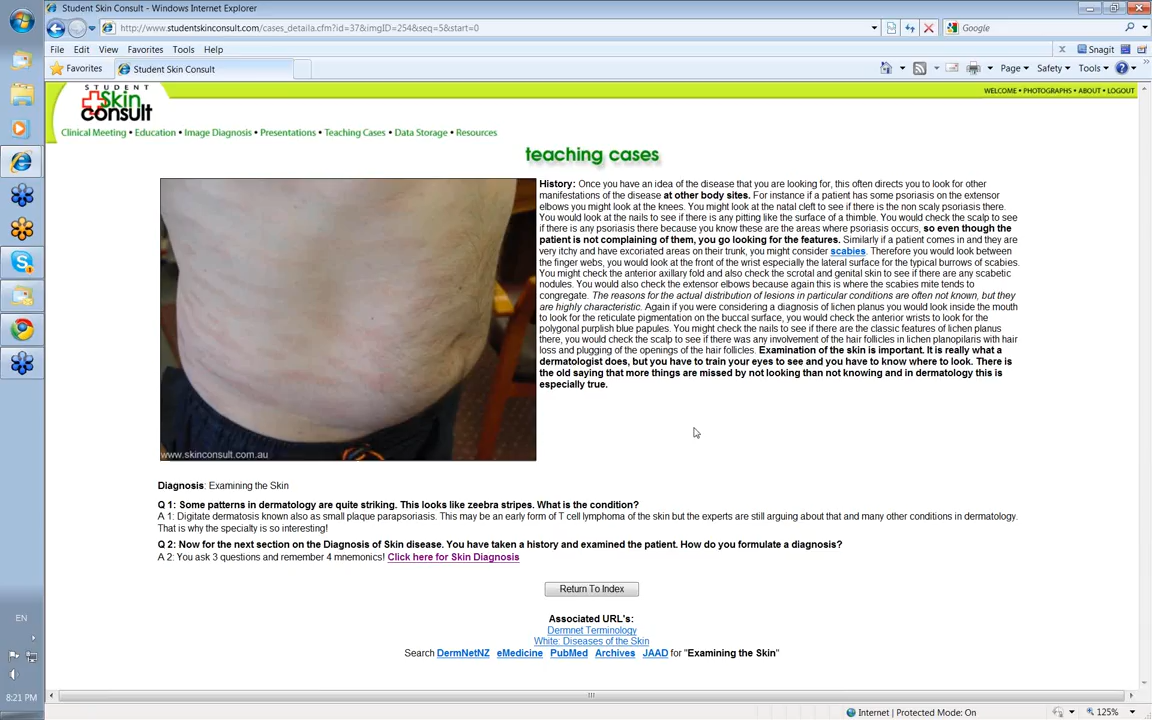 Student Skin Consult - Windows Internet Explorer
http://www.studentskinconsult.com/cases_detaila.cfm?id=37&imgID=254&seq=5&start=0
Google
File Edit View Favorites Tools Help
x Snagit
Favorites Student Skin Consult
Page Safety Tools
STUDENT
Skin
consult
WELCOME • PHOTOGRAPHS • ABOUT • LOGOUT
Clinical Meeting • Education • Image Diagnosis • Presentations • Teaching Cases • Data Storage • Resources
teaching cases
History: Once you have an idea of the disease that you are looking for, this often directs you to look for other
manifestations of the disease at other body sites. For instance if a patient has some psoriasis on the extensor
elbows you might look at the knees. You might look at the natal cleft to see if there is the non scaly psoriasis there.
You would look at the nails to see if there is any pitting like the surface of a thimble. You would check the scalp to see
if there is any psoriasis there because you know these are the areas where psoriasis occurs, so even though the
patient is not complaining of them, you go looking for the features. Similarly if a patient comes in and they are
very itchy and have excoriated areas on their trunk, you might consider scabies. Therefore you would look between
the finger webs, you would look at the front of the wrist especially the lateral surface for the typical burrows of scabies.
You might check the anterior axillary fold and also check the scrotal and genital skin to see if there are any scabetic
nodules. You would also check the extensor elbows because again this is where the scabies mite tends to
congregate. The reasons for the actual distribution of lesions in particular conditions are often not known, but they
are highly characteristic. Again if you were considering a diagnosis of lichen planus you would look inside the mouth
to look for the reticulate pigmentation on the buccal surface, you would check the anterior wrists to look for the
polygonal purplish blue papules. You might check the nails to see if there are the classic features of lichen planus
there, you would check the scalp to see if there was any involvement of the hair follicles in lichen planopilaris with hair
loss and plugging of the openings of the hair follicles. Examination of the skin is important. It is really what a
dermatologist does, but you have to train your eyes to see and you have to know where to look. There is
the old saying that more things are missed by not looking than not knowing and in dermatology this is
especially true.
www.skinconsult.com.au
Diagnosis: Examining the Skin
Q 1: Some patterns in dermatology are quite striking. This looks like zeebra stripes. What is the condition?
A 1: Digitate dermatosis known also as small plaque parapsoriasis. This may be an early form of T cell lymphoma of the skin but the experts are still arguing about that and many other conditions in dermatology.
That is why the specialty is so interesting!
Q 2: Now for the next section on the Diagnosis of Skin disease. You have taken a history and examined the patient. How do you formulate a diagnosis?
A 2: You ask 3 questions and remember 4 mnemonics! Click here for Skin Diagnosis
Return To Index
Associated URL's:
Dermnet Terminology
White: Diseases of the Skin
Search DermNetNZ eMedicine PubMed Archives JAAD for "Examining the Skin"
EN
8:21 PM
Internet | Protected Mode: On
125%